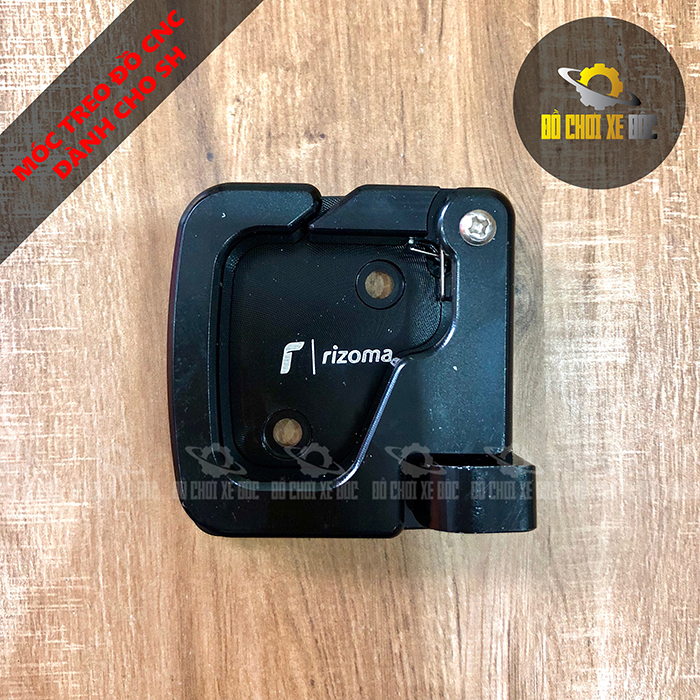 MÓC TREO ĐỒ CNC
DÀNH CHO SH
ĐỒ CHƠI XE ĐỘC
r | rizoma
ĐỒ CHƠI XE ĐỘC ĐỒ CHƠI XE ĐỘC ĐỒ CHƠI XE ĐỘC